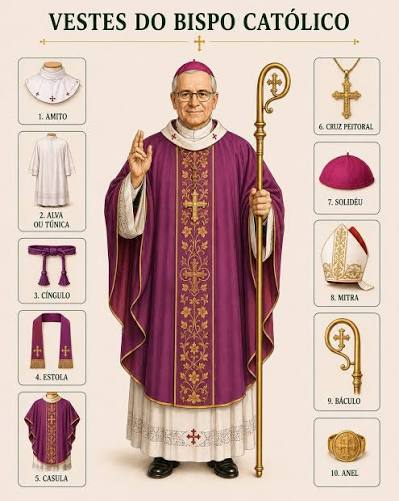 VESTES DO BISPO CATÓLICO
1. AMITO
2. ALVA
OU TÚNICA
3. CÍNGULO
4. ESTOLA
5. CASULA
6. CRUZ PEITORAL
7. SOLIDÉU
8. MITRA
9. BÁCULO
10. ANEL